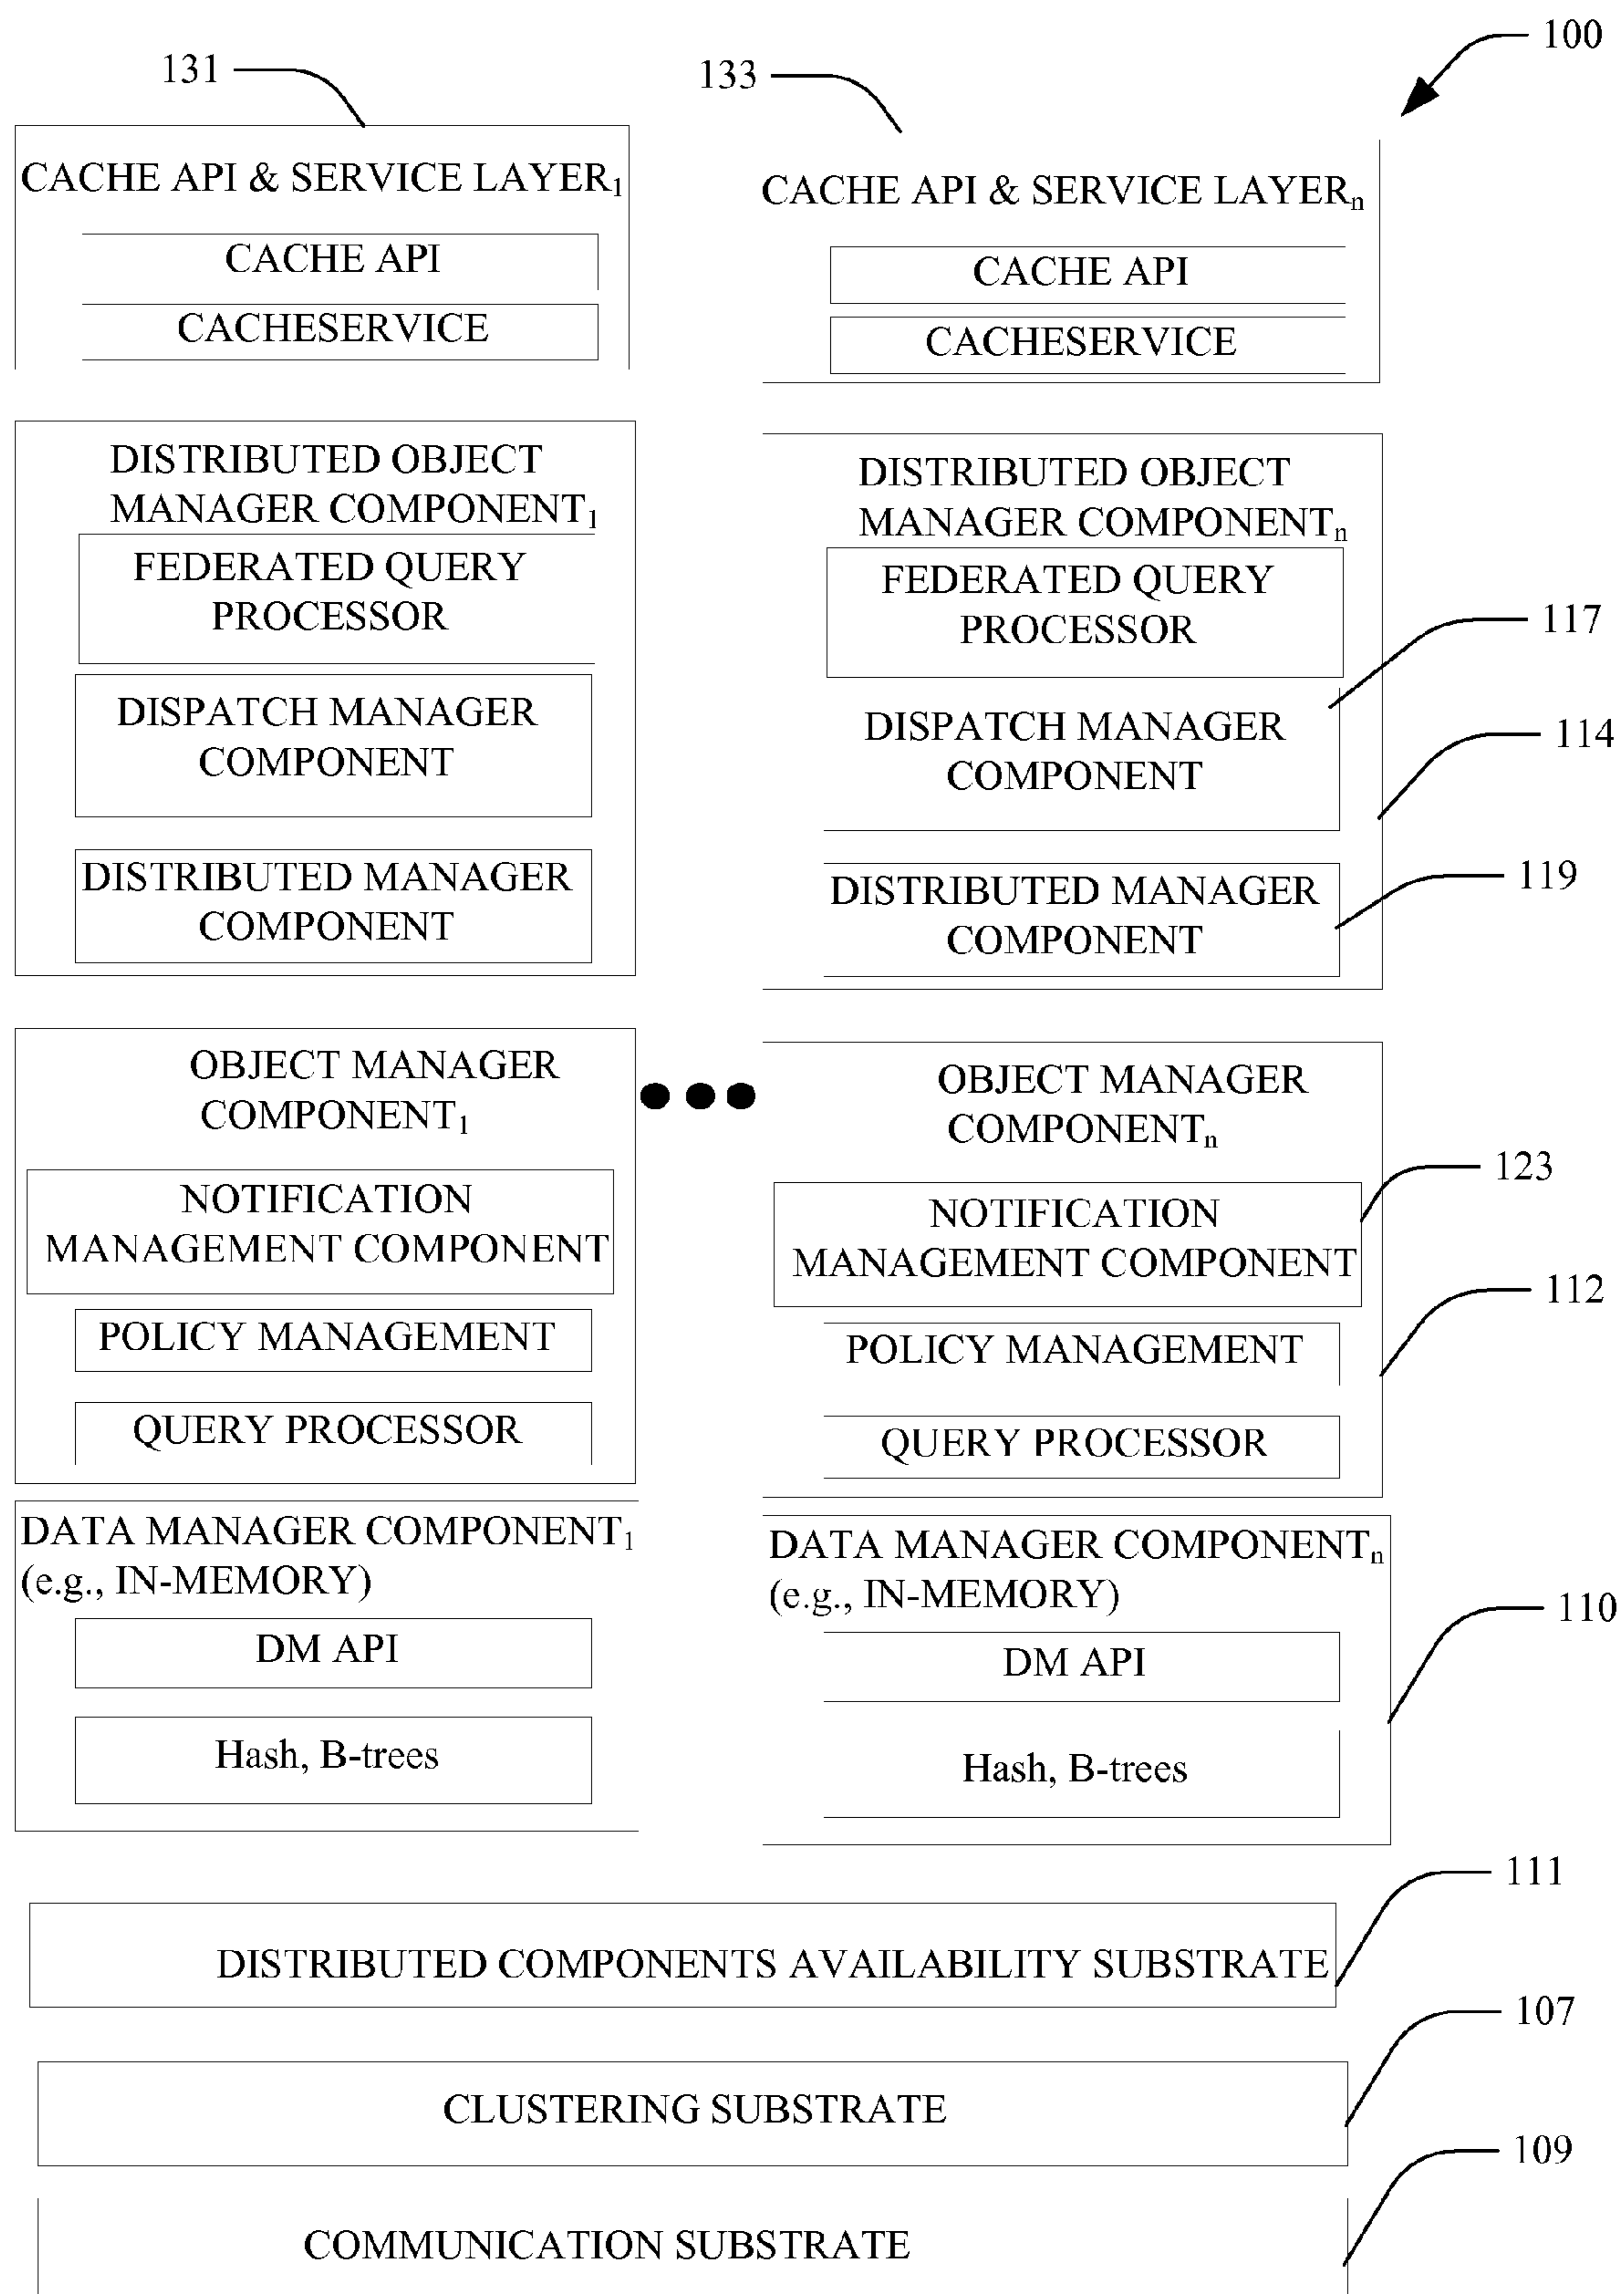 100
131
133
CACHE API & SERVICE LAYER1
CACHE API
CACHESERVICE
CACHE API & SERVICE LAYERn
CACHE API
CACHESERVICE
DISTRIBUTED OBJECT
MANAGER COMPONENT1
FEDERATED QUERY
PROCESSOR
DISPATCH MANAGER
COMPONENT
DISTRIBUTED MANAGER
COMPONENT
DISTRIBUTED OBJECT
MANAGER COMPONENTn
FEDERATED QUERY
PROCESSOR
DISPATCH MANAGER
COMPONENT
DISTRIBUTED MANAGER
COMPONENT
117
114
119
OBJECT MANAGER
COMPONENT1
NOTIFICATION
MANAGEMENT COMPONENT
POLICY MANAGEMENT
QUERY PROCESSOR
OBJECT MANAGER
COMPONENTn
NOTIFICATION
MANAGEMENT COMPONENT
POLICY MANAGEMENT
QUERY PROCESSOR
123
112
DATA MANAGER COMPONENT1
(e.g., IN-MEMORY)
DM API
Hash, B-trees
DATA MANAGER COMPONENTn
(e.g., IN-MEMORY)
DM API
Hash, B-trees
110
111
DISTRIBUTED COMPONENTS AVAILABILITY SUBSTRATE
107
CLUSTERING SUBSTRATE
109
COMMUNICATION SUBSTRATE